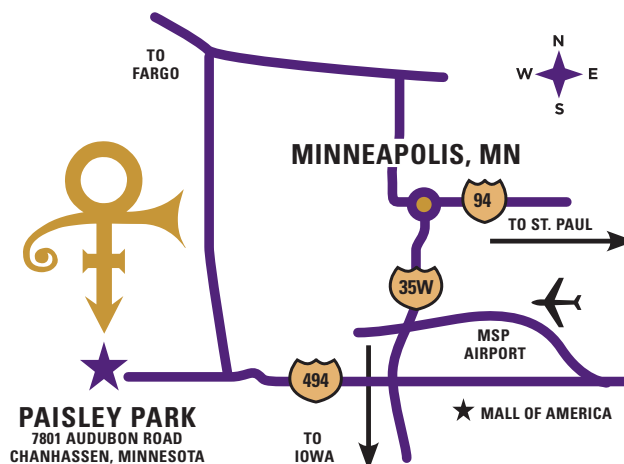 TO
FARGO
N
W E
S
MINNEAPOLIS, MN
94
TO ST. PAUL
35W
MSP
AIRPORT
494
PAISLEY PARK
7801 AUDUBON ROAD
CHANHASSEN, MINNESOTA
TO
IOWA
MALL OF AMERICA